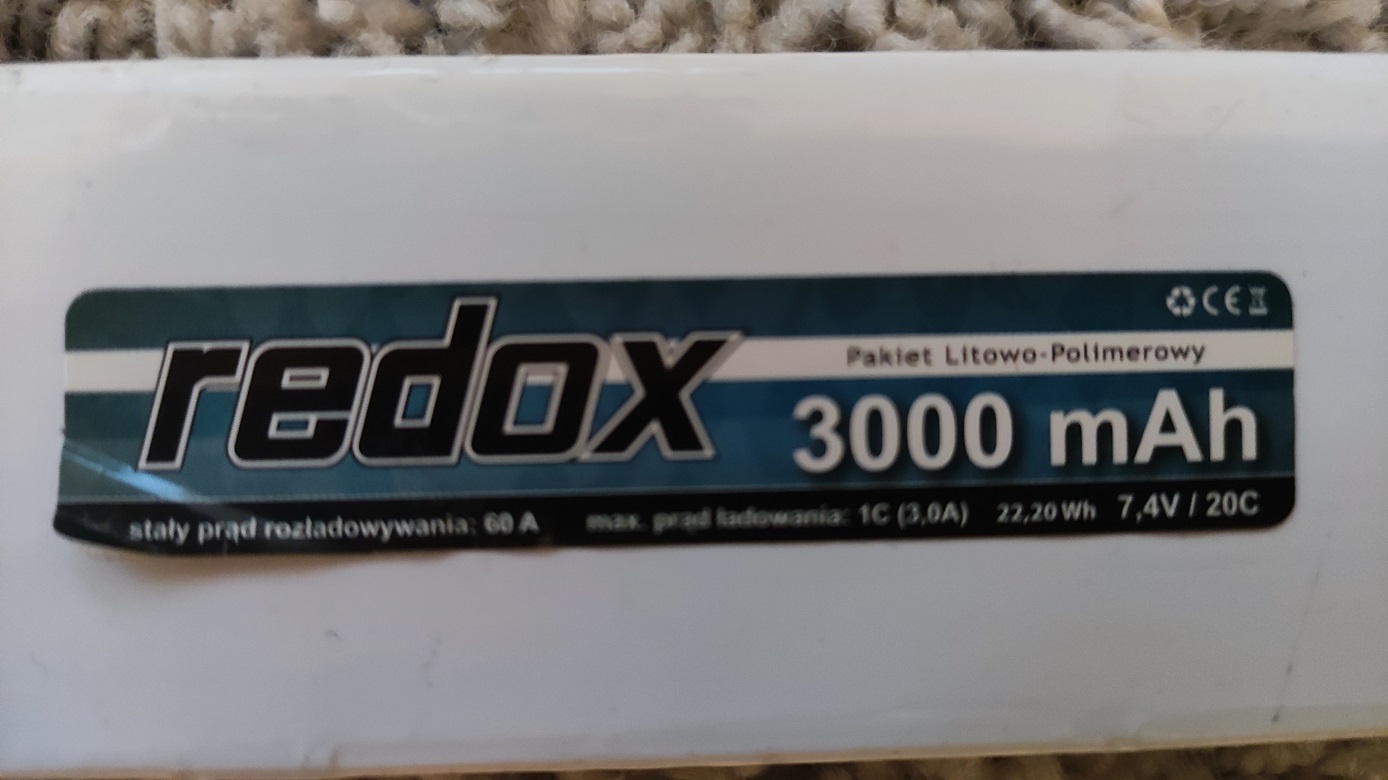 redox
Pakiet Litowo-Polimerowy
3000 mAh
stały prąd rozładowywania: 60 A max. prąd ładowania: 1C (3,0A) 22,20 Wh 7,4V / 20C